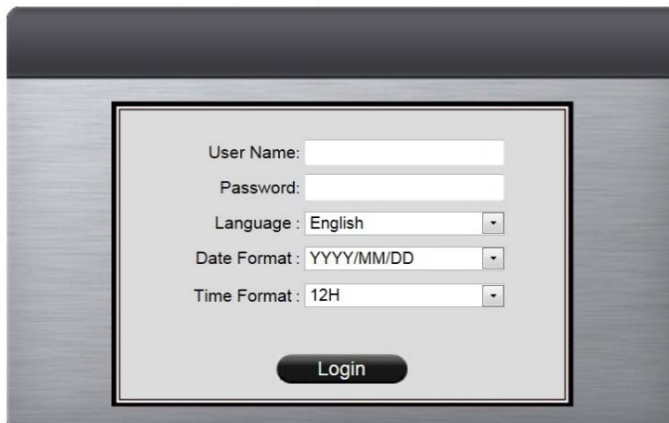 User Name:
Password:
Language : English
Date Format : YYYY/MM/DD
Time Format : 12H
Login